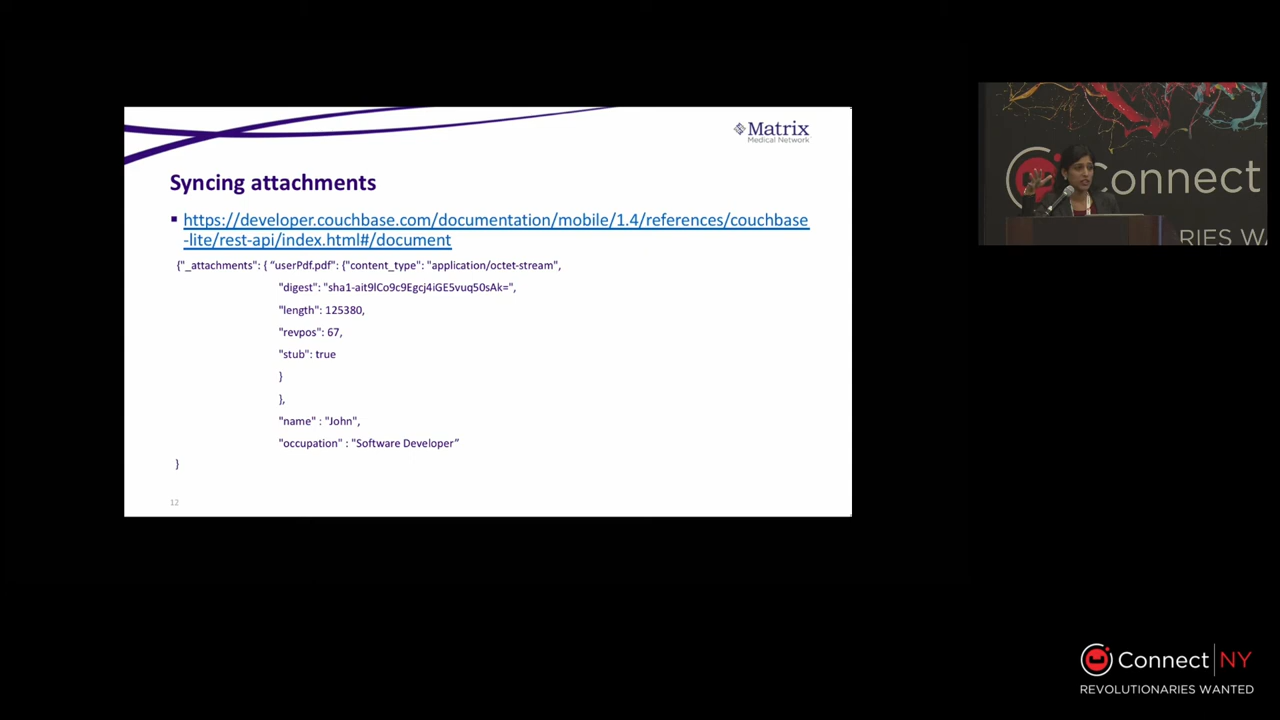 Matrix
Medical Network
Syncing attachments
https://developer.couchbase.com/documentation/mobile/1.4/references/couchbase
-lite/rest-api/index.html#/document
{"_attachments": { “userPdf.pdf": {"content_type": "application/octet-stream",
"digest": "sha1-ait9lCo9c9Egcj4iGE5vuq50sAk=",
"length": 125380,
"revpos": 67,
"stub": true
}
},
"name" : "John",
"occupation" : "Software Developer”
}
12
Connect
RIES WA
Connect NY
REVOLUTIONARIES WANTED